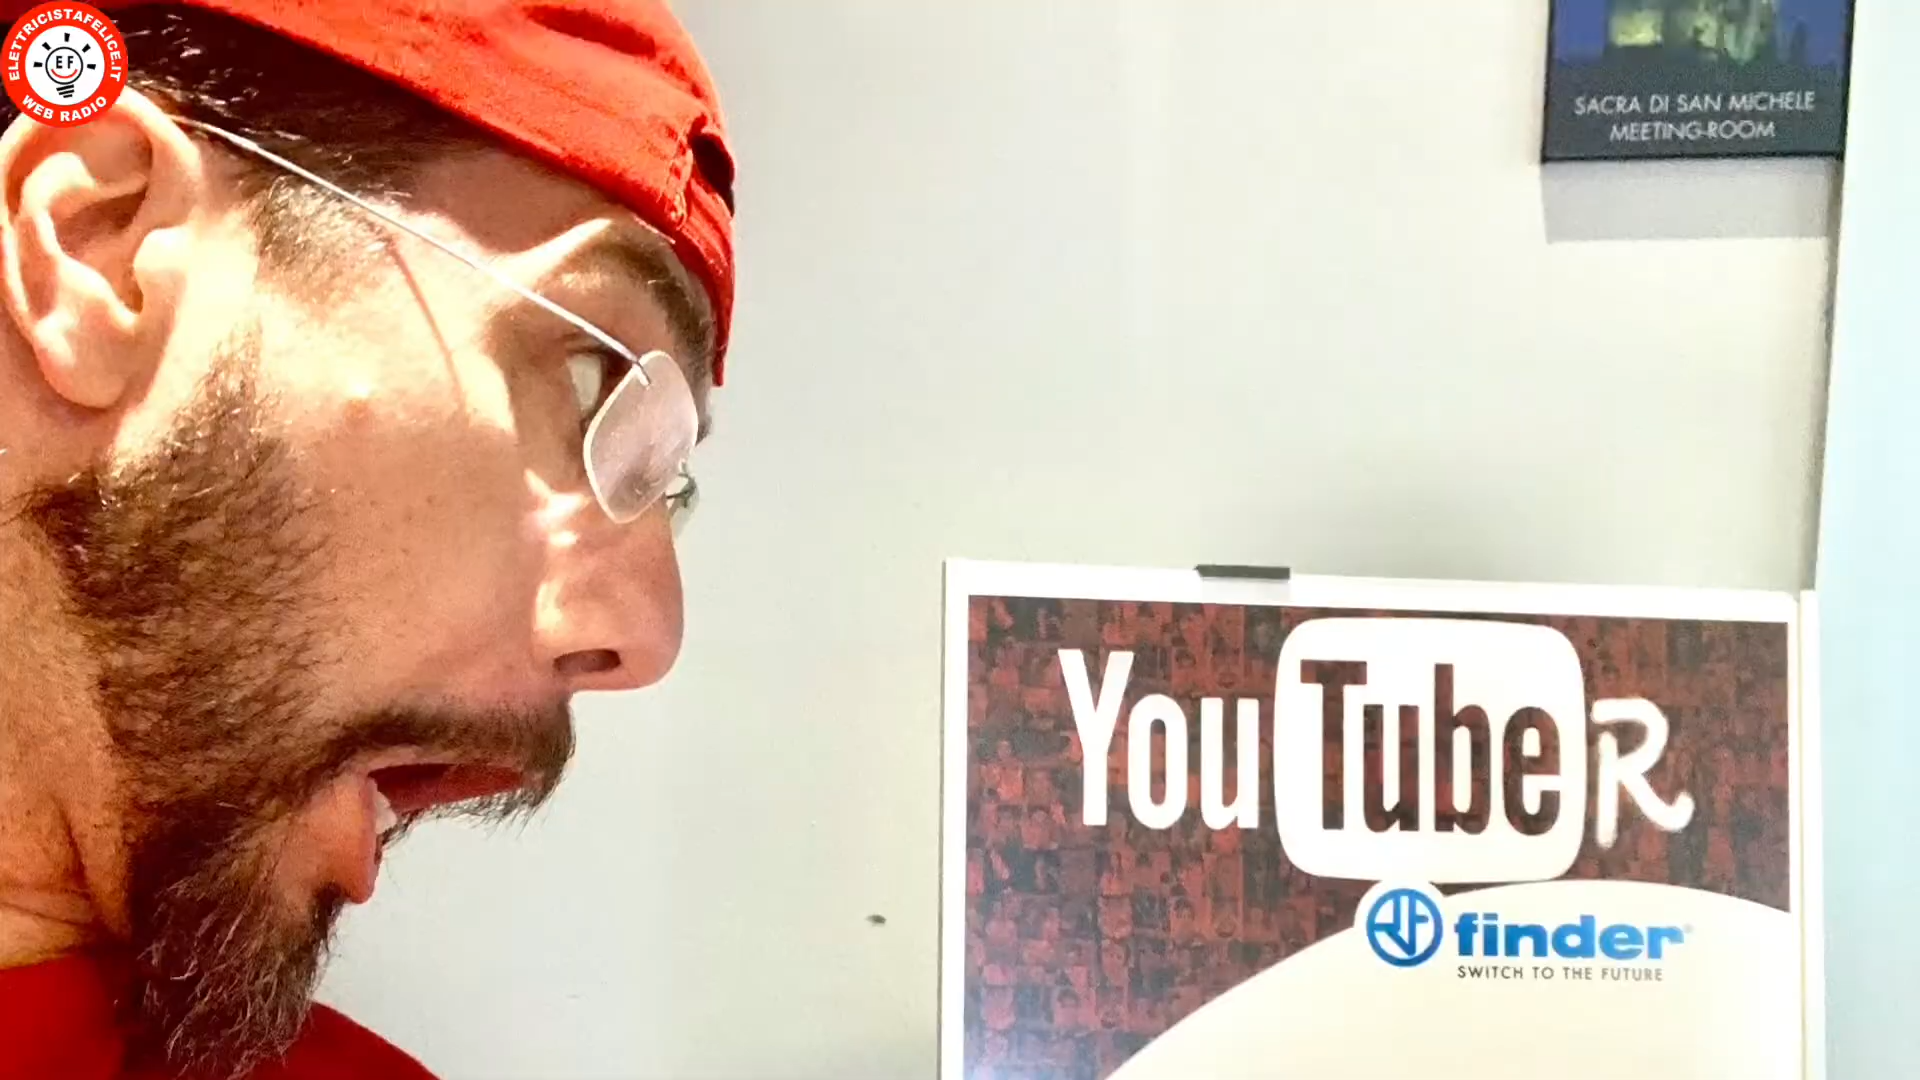 ELETTRICISTAFELICE.IT
EF
WEB RADIO
SACRA DI SAN MICHELE
MEETING-ROOM
YouTubeR
finder®
SWITCH TO THE FUTURE